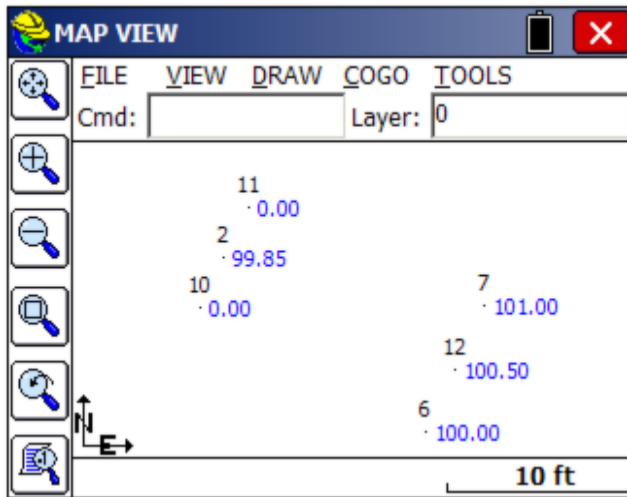 MAP VIEW
FILE VIEW DRAW COGO TOOLS
Cmd: Layer: 0
11
0.00
2
99.85
10
0.00
7
101.00
12
100.50
6
100.00
N
E
10 ft